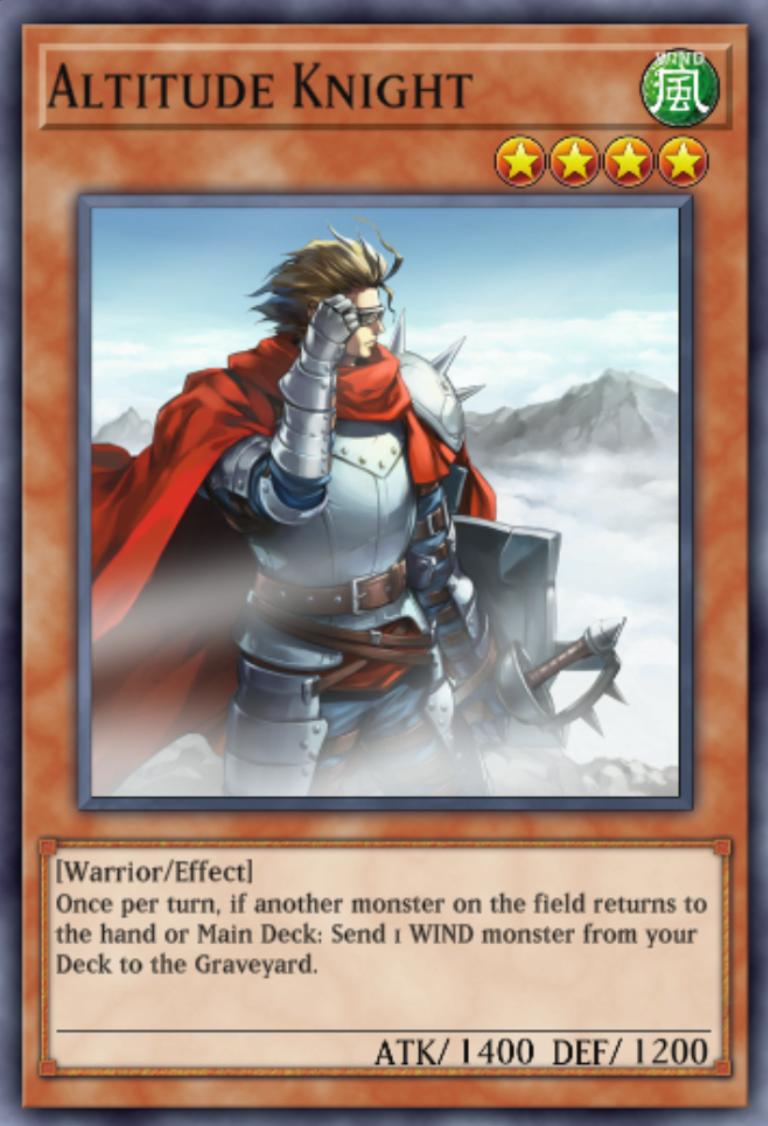 Altitude Knight
WIND
風
[Warrior/Effect]
Once per turn, if another monster on the field returns to
the hand or Main Deck: Send 1 WIND monster from your
Deck to the Graveyard.
ATK/ 1400 DEF/ 1200